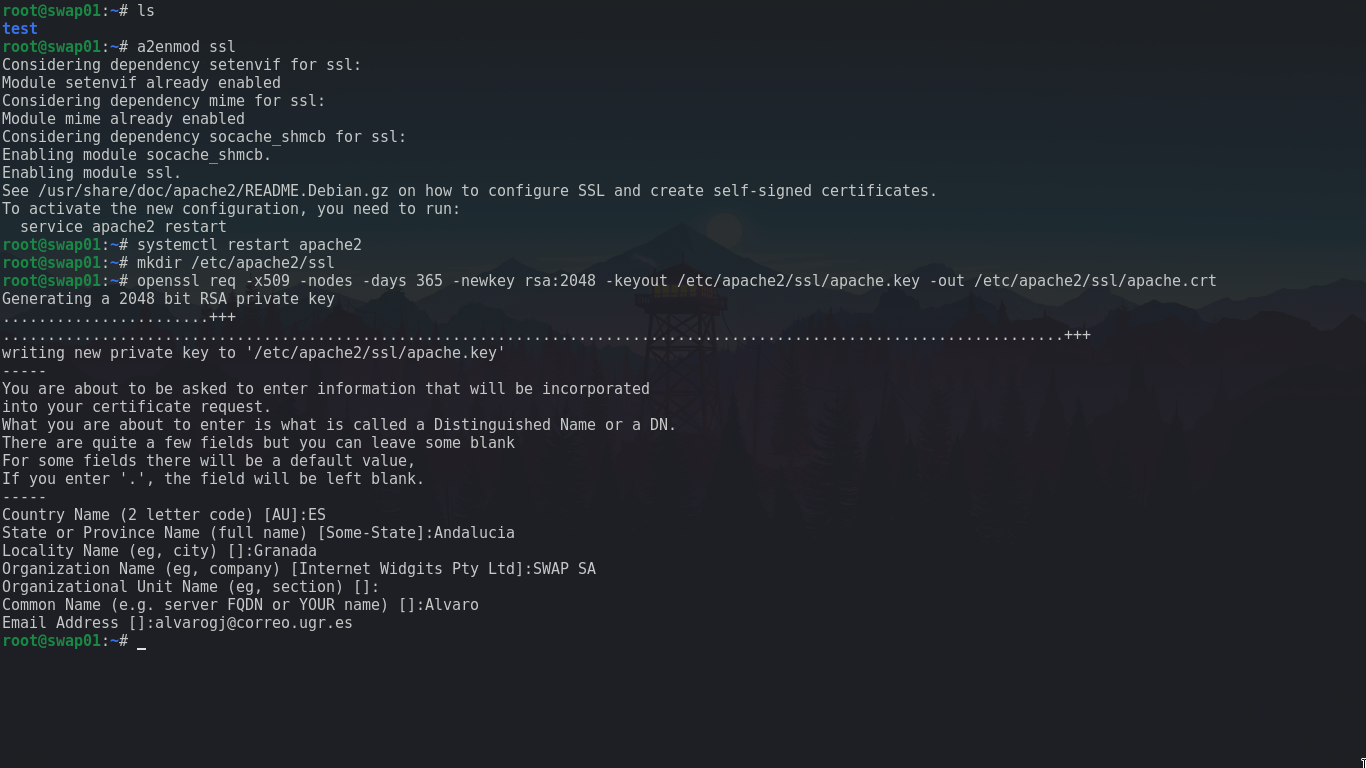 root@swap01:~# ls
test
root@swap01:~# a2enmod ssl
Considering dependency setenvif for ssl:
Module setenvif already enabled
Considering dependency mime for ssl:
Module mime already enabled
Considering dependency socache_shmcb for ssl:
Enabling module socache_shmcb.
Enabling module ssl.
See /usr/share/doc/apache2/README.Debian.gz on how to configure SSL and create self-signed certificates.
To activate the new configuration, you need to run:
  service apache2 restart
root@swap01:~# systemctl restart apache2
root@swap01:~# mkdir /etc/apache2/ssl
root@swap01:~# openssl req -x509 -nodes -days 365 -newkey rsa:2048 -keyout /etc/apache2/ssl/apache.key -out /etc/apache2/ssl/apache.crt
Generating a 2048 bit RSA private key
.......................+++
......................................................................................................................+++
writing new private key to '/etc/apache2/ssl/apache.key'
-----
You are about to be asked to enter information that will be incorporated
into your certificate request.
What you are about to enter is what is called a Distinguished Name or a DN.
There are quite a few fields but you can leave some blank
For some fields there will be a default value,
If you enter '.', the field will be left blank.
-----
Country Name (2 letter code) [AU]:ES
State or Province Name (full name) [Some-State]:Andalucia
Locality Name (eg, city) []:Granada
Organization Name (eg, company) [Internet Widgits Pty Ltd]:SWAP SA
Organizational Unit Name (eg, section) []:
Common Name (e.g. server FQDN or YOUR name) []:Alvaro
Email Address []:alvarogj@correo.ugr.es
root@swap01:~# _